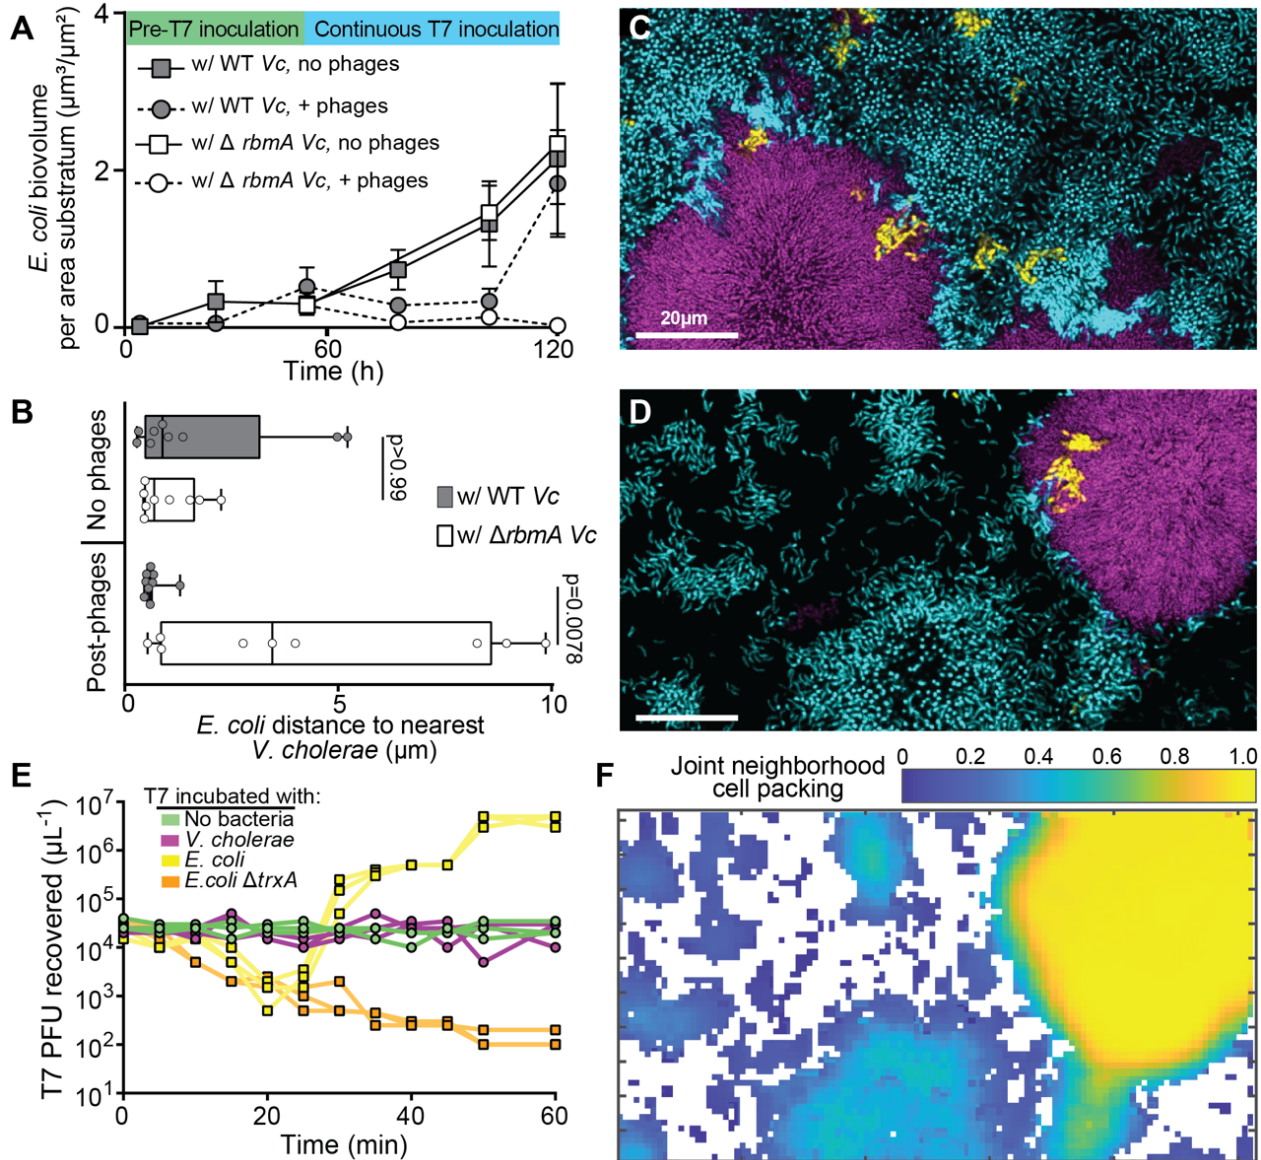 A
Pre-T7 inoculation
Continuous T7 inoculation
E. coli biovolume
per area substratum (μm³/μm²)
4
2
0
w/ WT Vc, no phages
w/ WT Vc, + phages
w/ Δ rbmA Vc, no phages
w/ Δ rbmA Vc, + phages
0
60
120
Time (h)
B
No phages
Post-phages
p>0.99
p=0.0078
w/ WT Vc
w/ ΔrbmA Vc
0
5
10
E. coli distance to nearest
V. cholerae (μm)
C
20μm
D
E
T7 PFU recovered (μL⁻¹)
10⁷
10⁶
10⁵
10⁴
10³
10²
10¹
T7 incubated with:
No bacteria
V. cholerae
E. coli
E.coli ΔtrxA
0
20
40
60
Time (min)
F
Joint neighborhood
cell packing
0
0.2
0.4
0.6
0.8
1.0